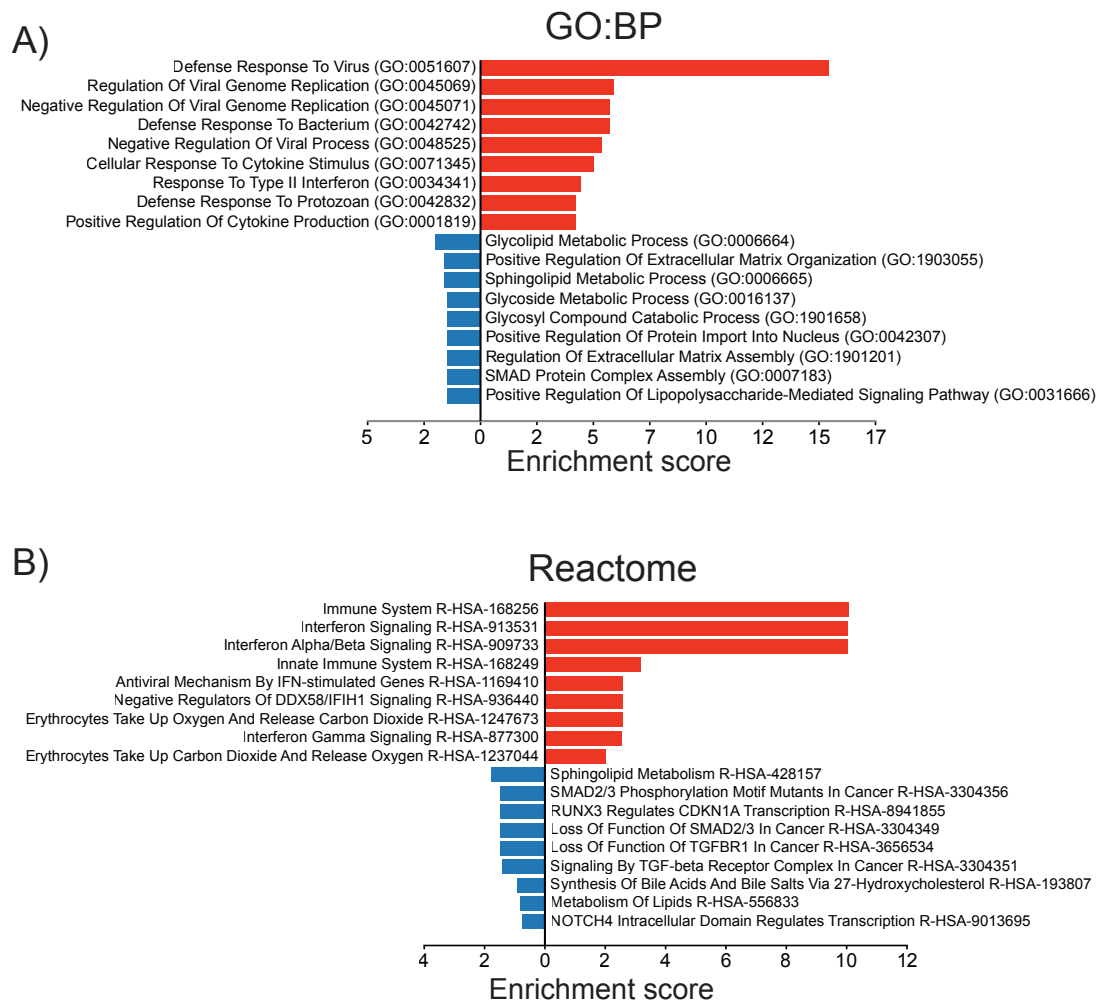 A)
GO:BP
Defense Response To Virus (GO:0051607)
Regulation Of Viral Genome Replication (GO:0045069)
Negative Regulation Of Viral Genome Replication (GO:0045071)
Defense Response To Bacterium (GO:0042742)
Negative Regulation Of Viral Process (GO:0048525)
Cellular Response To Cytokine Stimulus (GO:0071345)
Response To Type II Interferon (GO:0034341)
Defense Response To Protozoan (GO:0042832)
Positive Regulation Of Cytokine Production (GO:0001819)
Glycolipid Metabolic Process (GO:0006664)
Positive Regulation Of Extracellular Matrix Organization (GO:1903055)
Sphingolipid Metabolic Process (GO:0006665)
Glycoside Metabolic Process (GO:0016137)
Glycosyl Compound Catabolic Process (GO:1901658)
Positive Regulation Of Protein Import Into Nucleus (GO:0042307)
Regulation Of Extracellular Matrix Assembly (GO:1901201)
SMAD Protein Complex Assembly (GO:0007183)
Positive Regulation Of Lipopolysaccharide-Mediated Signaling Pathway (GO:0031666)
5 2 0 2 5 7 10 12 15 17
Enrichment score
B)
Reactome
Immune System R-HSA-168256
Interferon Signaling R-HSA-913531
Interferon Alpha/Beta Signaling R-HSA-909733
Innate Immune System R-HSA-168249
Antiviral Mechanism By IFN-stimulated Genes R-HSA-1169410
Negative Regulators Of DDX58/IFIH1 Signaling R-HSA-936440
Erythrocytes Take Up Oxygen And Release Carbon Dioxide R-HSA-1247673
Interferon Gamma Signaling R-HSA-877300
Erythrocytes Take Up Carbon Dioxide And Release Oxygen R-HSA-1237044
Sphingolipid Metabolism R-HSA-428157
SMAD2/3 Phosphorylation Motif Mutants In Cancer R-HSA-3304356
RUNX3 Regulates CDKN1A Transcription R-HSA-8941855
Loss Of Function Of SMAD2/3 In Cancer R-HSA-3304349
Loss Of Function Of TGFBR1 In Cancer R-HSA-3656534
Signaling By TGF-beta Receptor Complex In Cancer R-HSA-3304351
Synthesis Of Bile Acids And Bile Salts Via 27-Hydroxycholesterol R-HSA-193807
Metabolism Of Lipids R-HSA-556833
NOTCH4 Intracellular Domain Regulates Transcription R-HSA-9013695
4 2 0 2 4 6 8 10 12
Enrichment score